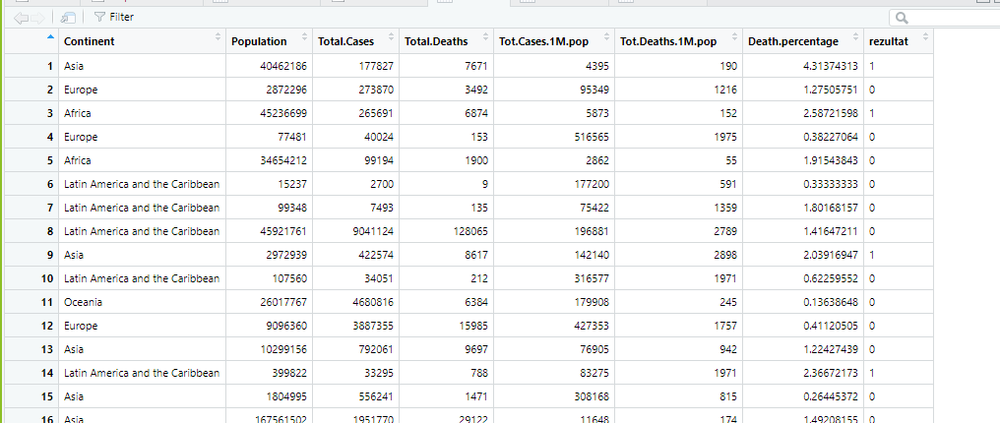 Filter
Continent Population Total.Cases Total.Deaths Tot.Cases.1M.pop Tot.Deaths.1M.pop Death.percentage rezultat
1 Asia 40462186 177827 7671 4395 190 4.31374313 1
2 Europe 2872296 273870 3492 95349 1216 1.27505751 0
3 Africa 45236699 265691 6874 5873 152 2.58721598 1
4 Europe 77481 40024 153 516565 1975 0.38227064 0
5 Africa 34654212 99194 1900 2862 55 1.91543843 0
6 Latin America and the Caribbean 15237 2700 9 177200 591 0.33333333 0
7 Latin America and the Caribbean 99348 7493 135 75422 1359 1.80168157 0
8 Latin America and the Caribbean 45921761 9041124 128065 196881 2789 1.41647211 0
9 Asia 2972939 422574 8617 142140 2898 2.03916947 1
10 Latin America and the Caribbean 107560 34051 212 316577 1971 0.62259552 0
11 Oceania 26017767 4680816 6384 179908 245 0.13638648 0
12 Europe 9096360 3887355 15985 427353 1757 0.41120505 0
13 Asia 10299156 792061 9697 76905 942 1.22427439 0
14 Latin America and the Caribbean 399822 33295 788 83275 1971 2.36672173 1
15 Asia 1804995 556241 1471 308168 815 0.26445372 0
16 Asia 167561502 1951770 29122 11648 174 1.49208155 0